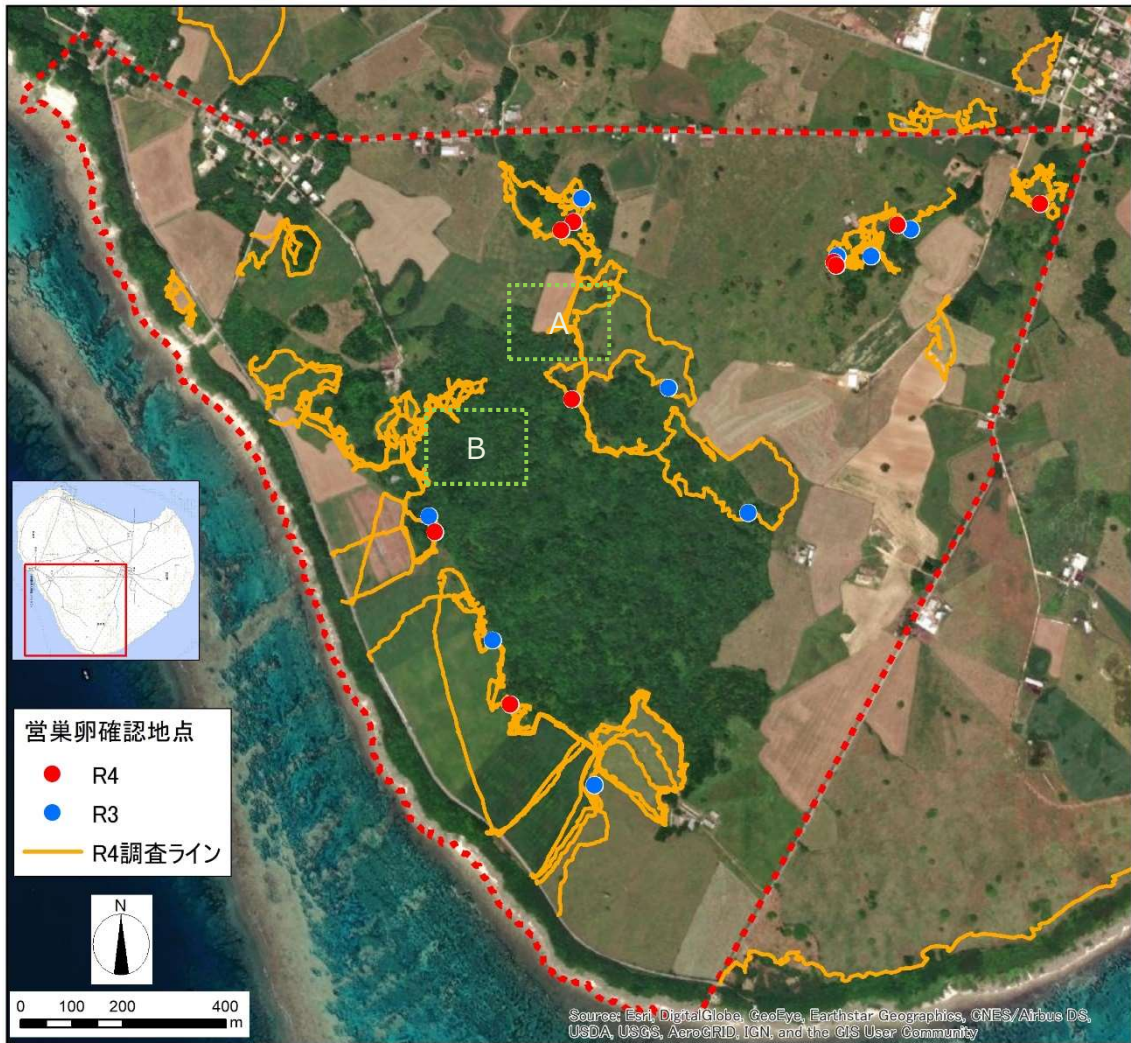 A
B
営巣卵確認地点
R4
R3
R4調査ライン
N
0 100 200 400
m
Source: Esri, DigitalGlobe, GeoEye, Earthstar Geographics, CNES/Airbus DS,
USDA, USGS, AeroGRID, IGN, and the GIS User Community